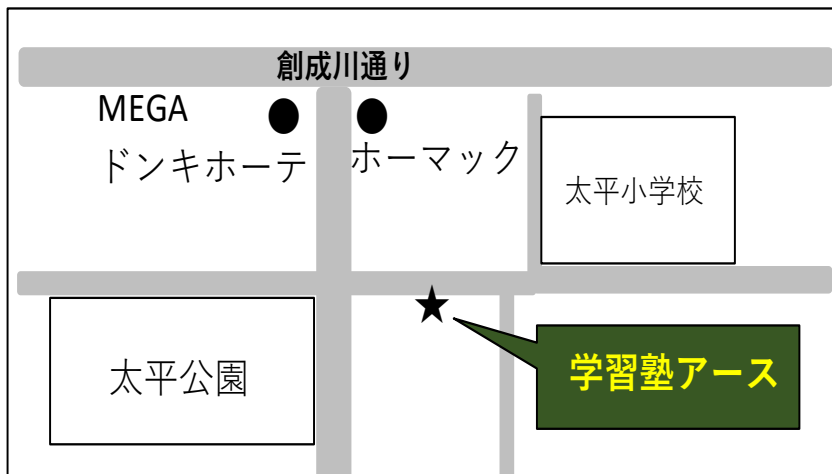 創成川通り
MEGA
ドンキホーテ
ホーマック
太平小学校
太平公園
学習塾アース